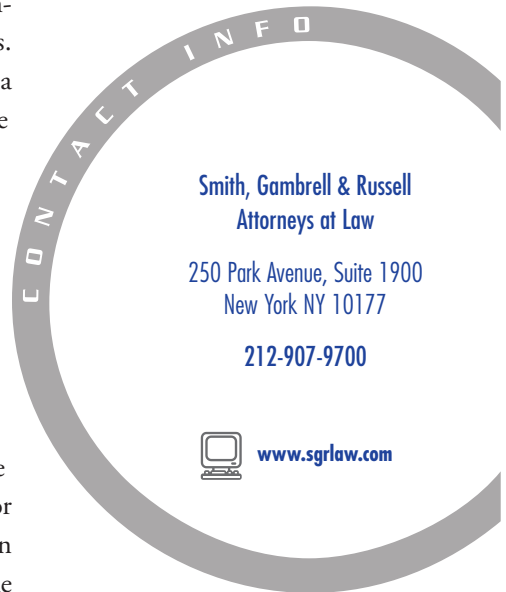 CONTACT INFO
Smith, Gambrell & Russell
Attorneys at Law
250 Park Avenue, Suite 1900
New York NY 10177
212-907-9700
www.sgrlaw.com